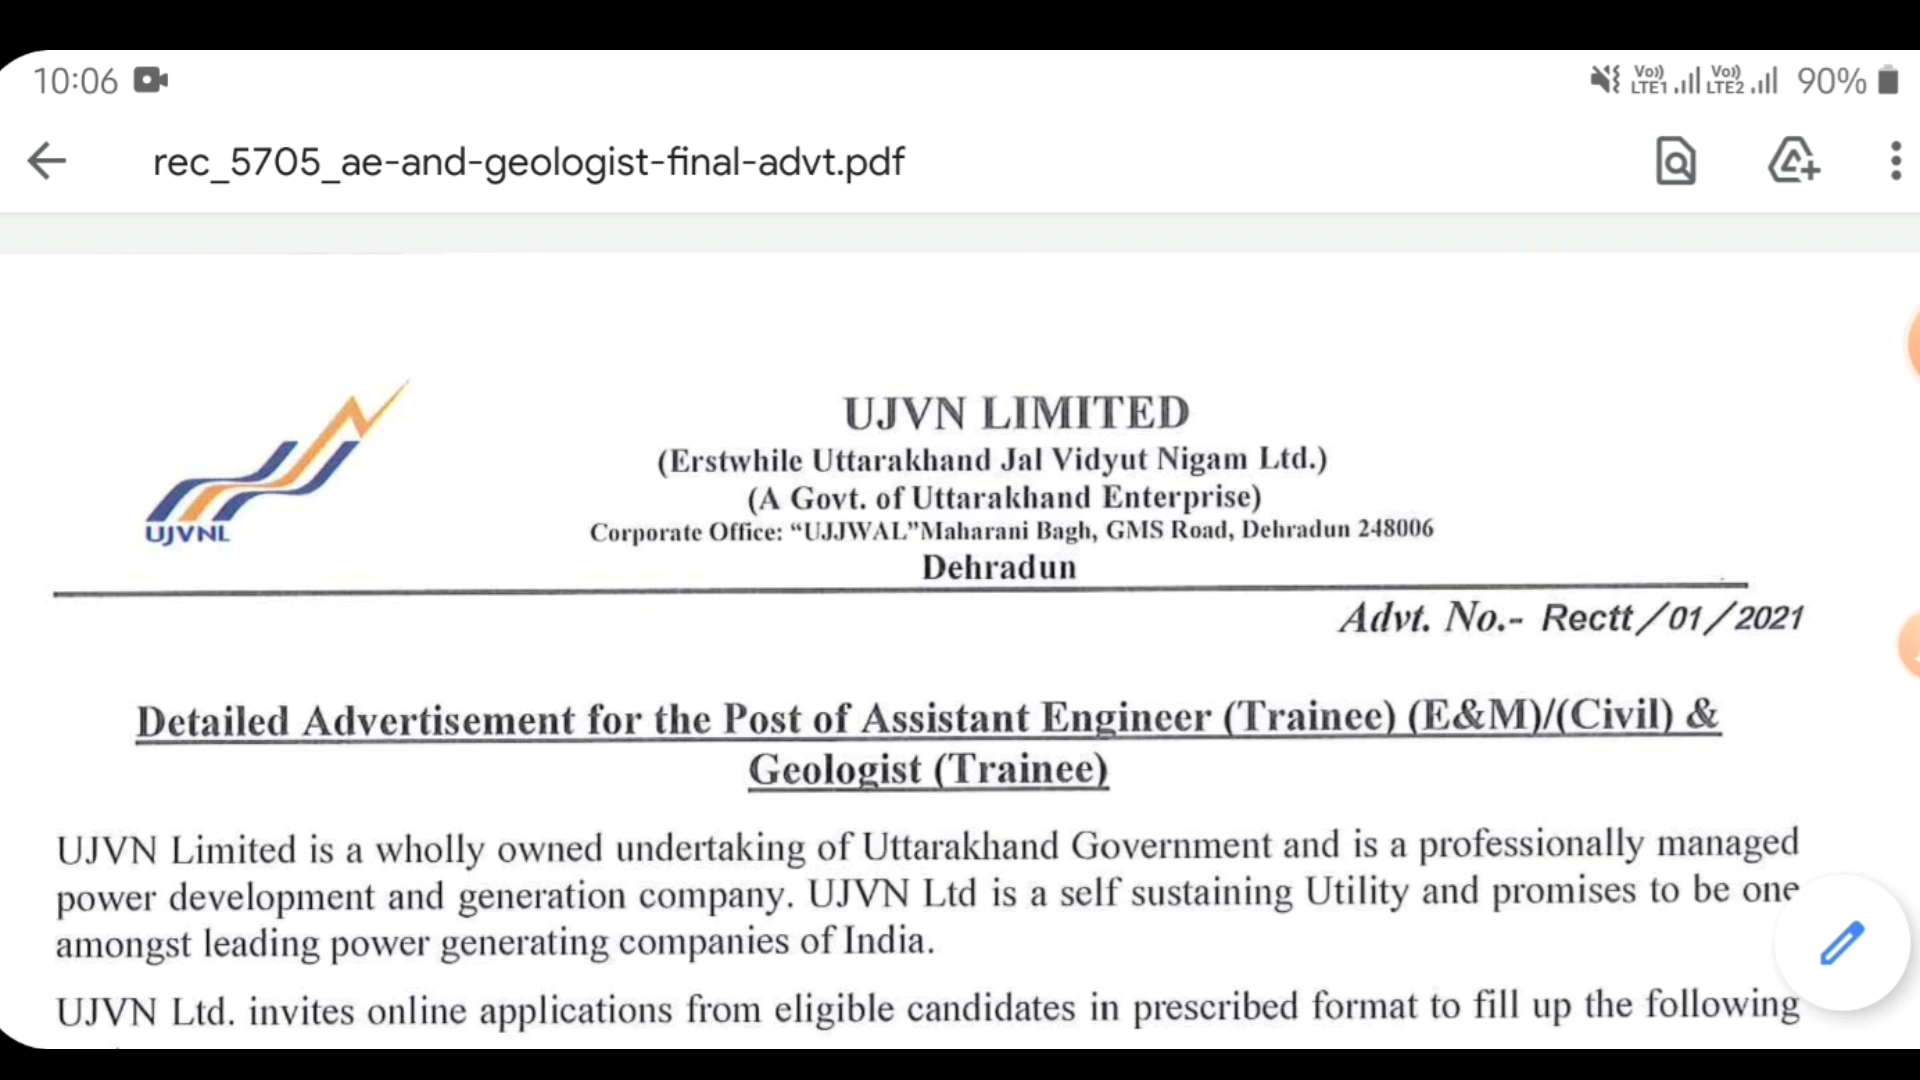 10:06
Vo)) LTE1 Vo)) LTE2 90%
rec_5705_ae-and-geologist-final-advt.pdf
UJVNL
UJVN LIMITED
(Erstwhile Uttarakhand Jal Vidyut Nigam Ltd.)
(A Govt. of Uttarakhand Enterprise)
Corporate Office: “UJJWAL”Maharani Bagh, GMS Road, Dehradun 248006
Dehradun
Advt. No.- Rectt/01/2021
Detailed Advertisement for the Post of Assistant Engineer (Trainee) (E&M)/(Civil) &
Geologist (Trainee)
UJVN Limited is a wholly owned undertaking of Uttarakhand Government and is a professionally managed
power development and generation company. UJVN Ltd is a self sustaining Utility and promises to be one
amongst leading power generating companies of India.
UJVN Ltd. invites online applications from eligible candidates in prescribed format to fill up the following